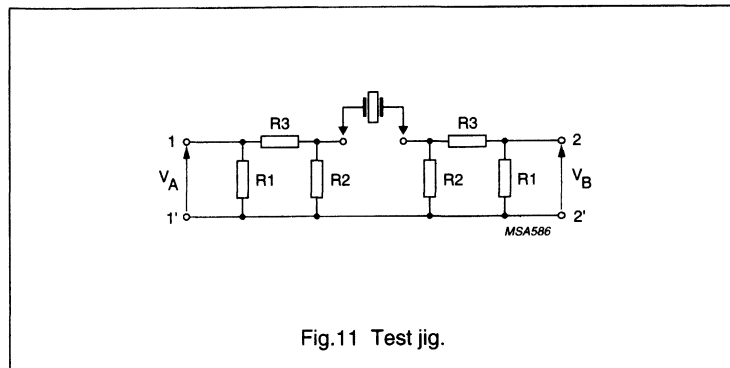 R3 R3
1 2
VA R1 R2 R2 R1 VB
1' 2'
MSA586
Fig.11 Test jig.